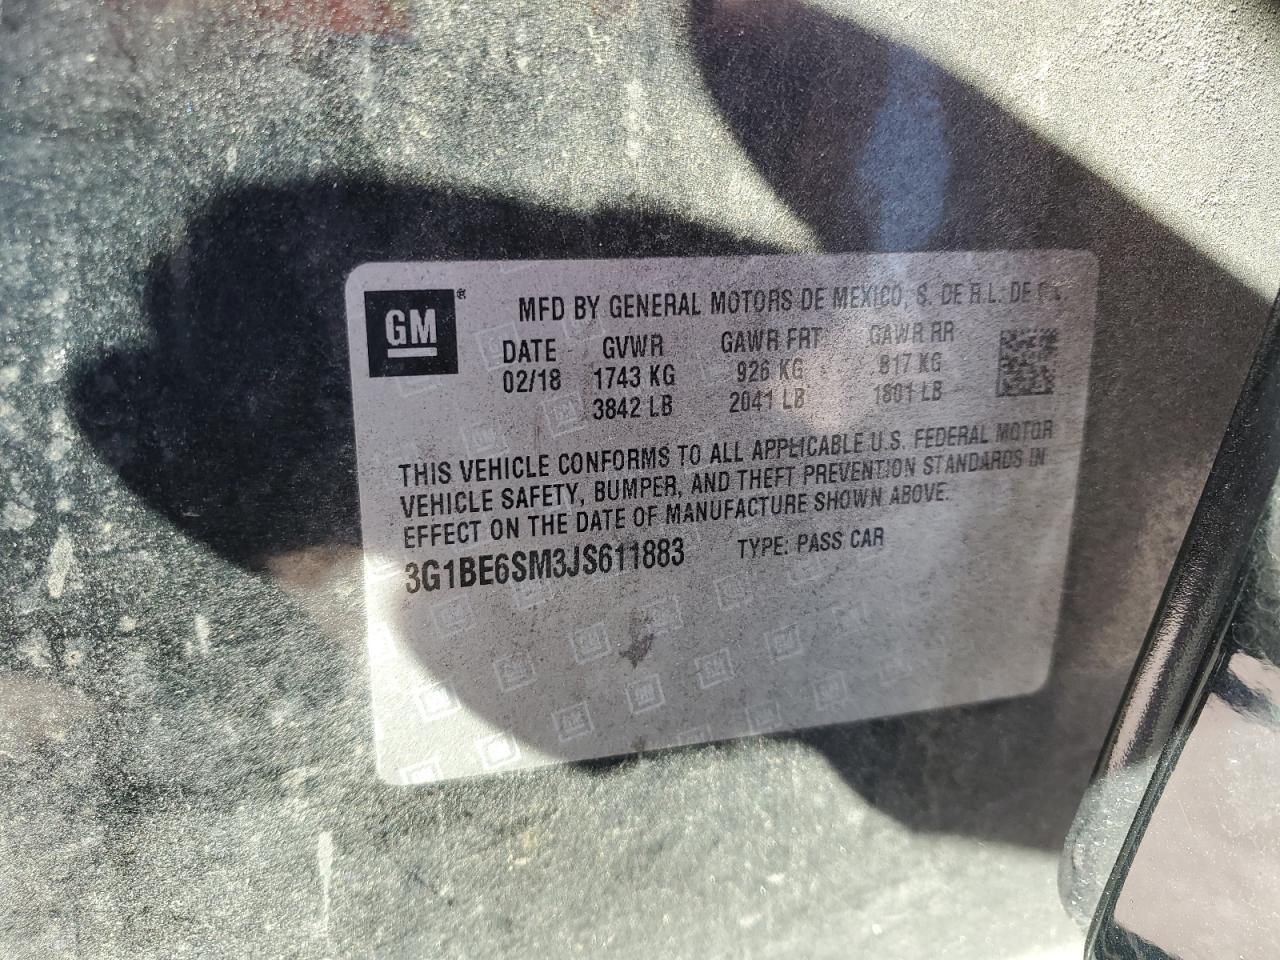 GM®
MFD BY GENERAL MOTORS DE MEXICO, S. DE R.L. DE
DATE GVWR GAWR FRT GAWR RR
02/18 1743 KG 926 KG 817 KG
3842 LB 2041 LB 1801 LB
THIS VEHICLE CONFORMS TO ALL APPLICABLE U.S. FEDERAL MOTOR
VEHICLE SAFETY, BUMPER, AND THEFT PREVENTION STANDARDS IN
EFFECT ON THE DATE OF MANUFACTURE SHOWN ABOVE.
3G1BE6SM3JS611883 TYPE: PASS CAR